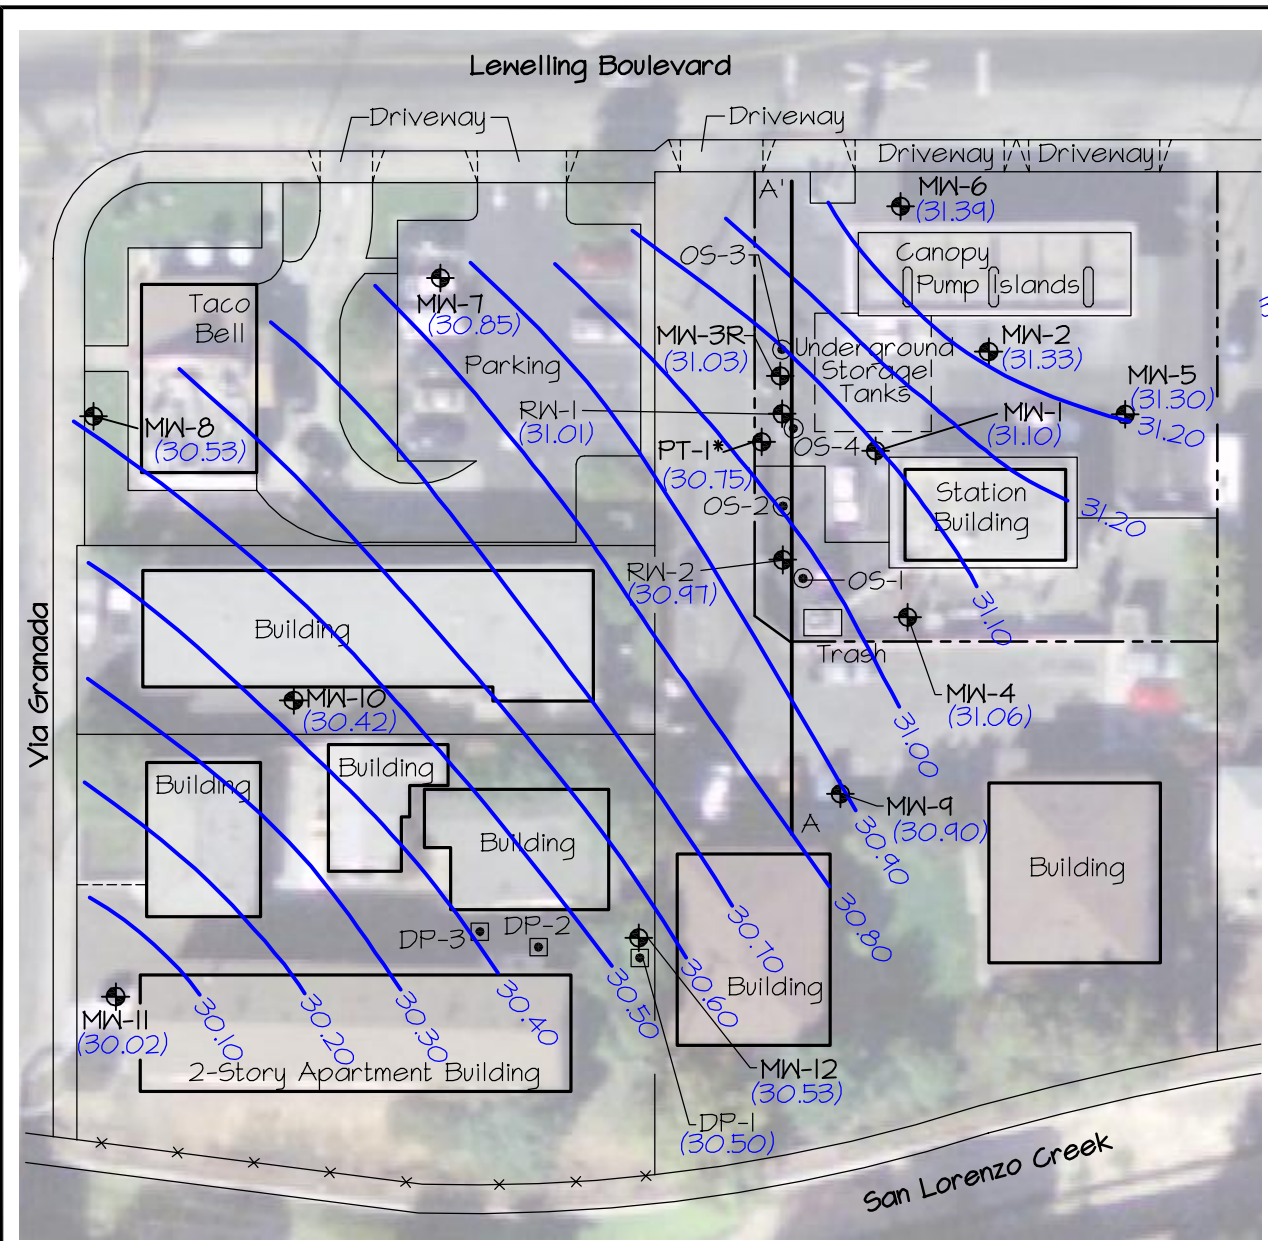 Lewelling Boulevard
Driveway
Driveway
Driveway
Driveway
A'
MW-6
(31.39)
OS-3
Canopy
Pump Islands
Taco
Bell
MW-7
(30.85)
MW-3R
(31.03)
Underground
Storage
Tanks
MW-2
(31.33)
Parking
MW-5
(31.30)
31.20
RW-1
(31.01)
MW-1
(31.10)
MW-8
(30.53)
PT-1*
(30.75)
OS-4
OS-2
Station
Building
31.20
RW-2
(30.97)
OS-1
31.10
Building
Trash
Via Granada
MW-10
(30.42)
MW-4
(31.06)
31.00
Building
Building
Building
A
MW-9
(30.90)
30.90
Building
DP-3
DP-2
30.80
30.70
30.60
30.50
30.40
30.30
30.20
30.10
Building
MW-11
(30.02)
2-Story Apartment Building
MW-12
(30.53)
DP-1
(30.50)
San Lorenzo Creek